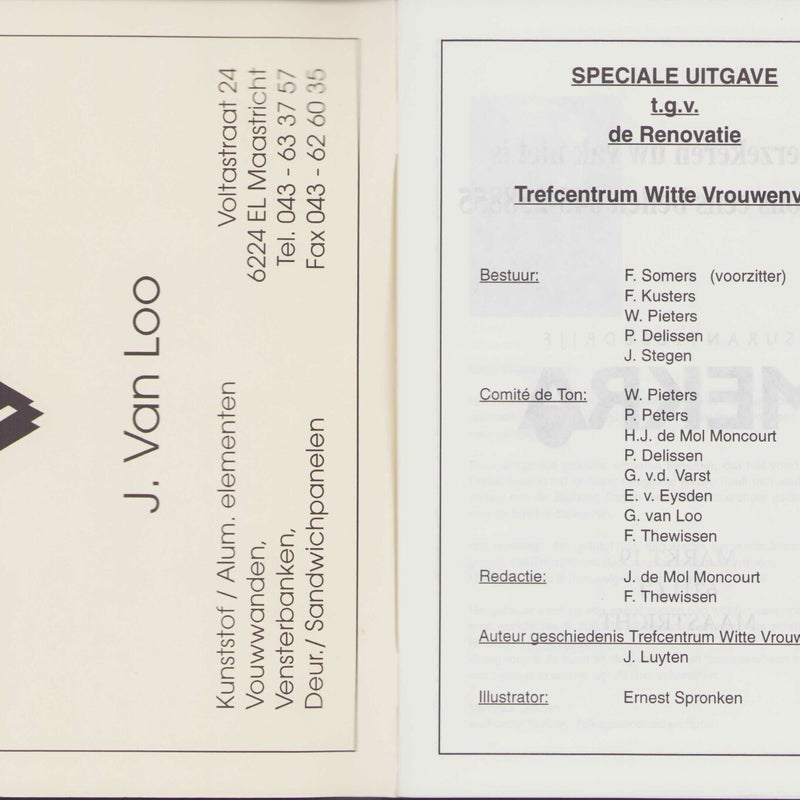 J. Van Loo
Voltastraat 24
6224 EL Maastricht
Tel. 043 - 63 37 57
Fax 043 - 62 60 35
Kunststof / Alum. elementen
Vouwwanden,
Vensterbanken,
Deur./ Sandwichpanelen
SPECIALE UITGAVE
t.g.v.
de Renovatie
Trefcentrum Witte
Bestuur: F. Somers (voorzitter)
F. Kusters
W. Pieters
P. Delissen
J. Stegen
Comité de Ton: W. Pieters
P. Peters
H.J. de Mol Moncourt
P. Delissen
G. v.d. Varst
E. v. Eysden
G. van Loo
F. Thewissen
Redactie: J. de Mol Moncourt
F. Thewissen
Auteur geschiedenis Trefcentrum Witte
J. Luyten
Illustrator: Ernest Spronken